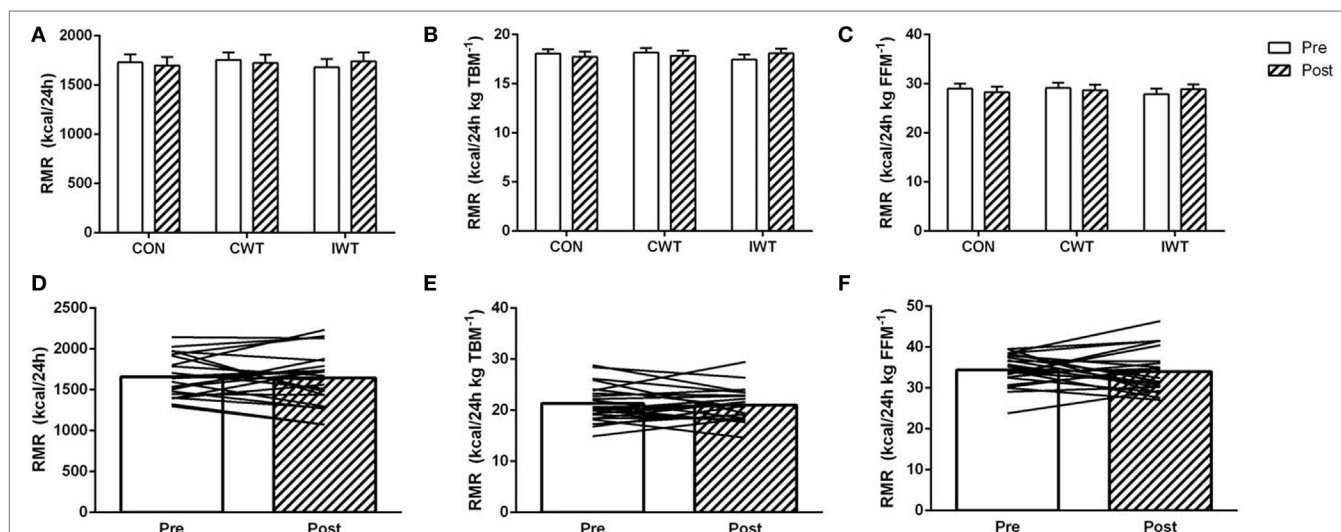 A
RMR (kcal/24h)
2000
1500
1000
500
0
CON CWT IWT
B
RMR (kcal/24h kg TBM⁻¹)
20
15
10
5
0
CON CWT IWT
C
RMR (kcal/24h kg FFM⁻¹)
40
30
20
10
0
CON CWT IWT
Pre
Post
D
RMR (kcal/24h)
2500
2000
1500
1000
500
0
Pre Post
E
RMR (kcal/24h kg TBM⁻¹)
40
30
20
10
0
Pre Post
F
RMR (kcal/24h kg FFM⁻¹)
50
40
30
20
10
0
Pre Post